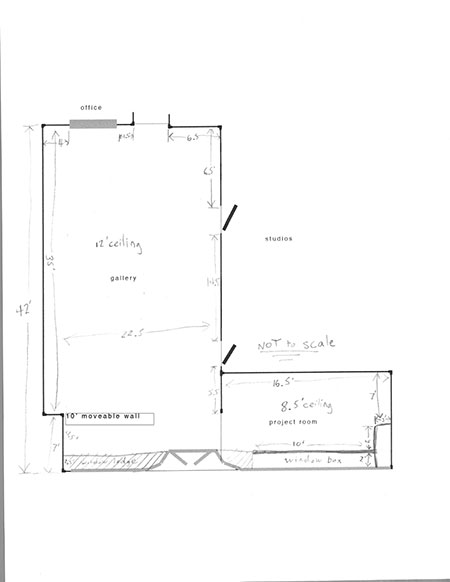 office
4'
6.5'
6.5'
12' ceiling
studios
35'
gallery
14.5'
42'
22.5
NOT to scale
5.5'
16.5'
7'
8.5' ceiling
10' moveable wall
project room
7'
10'
window ledge
window box
2'